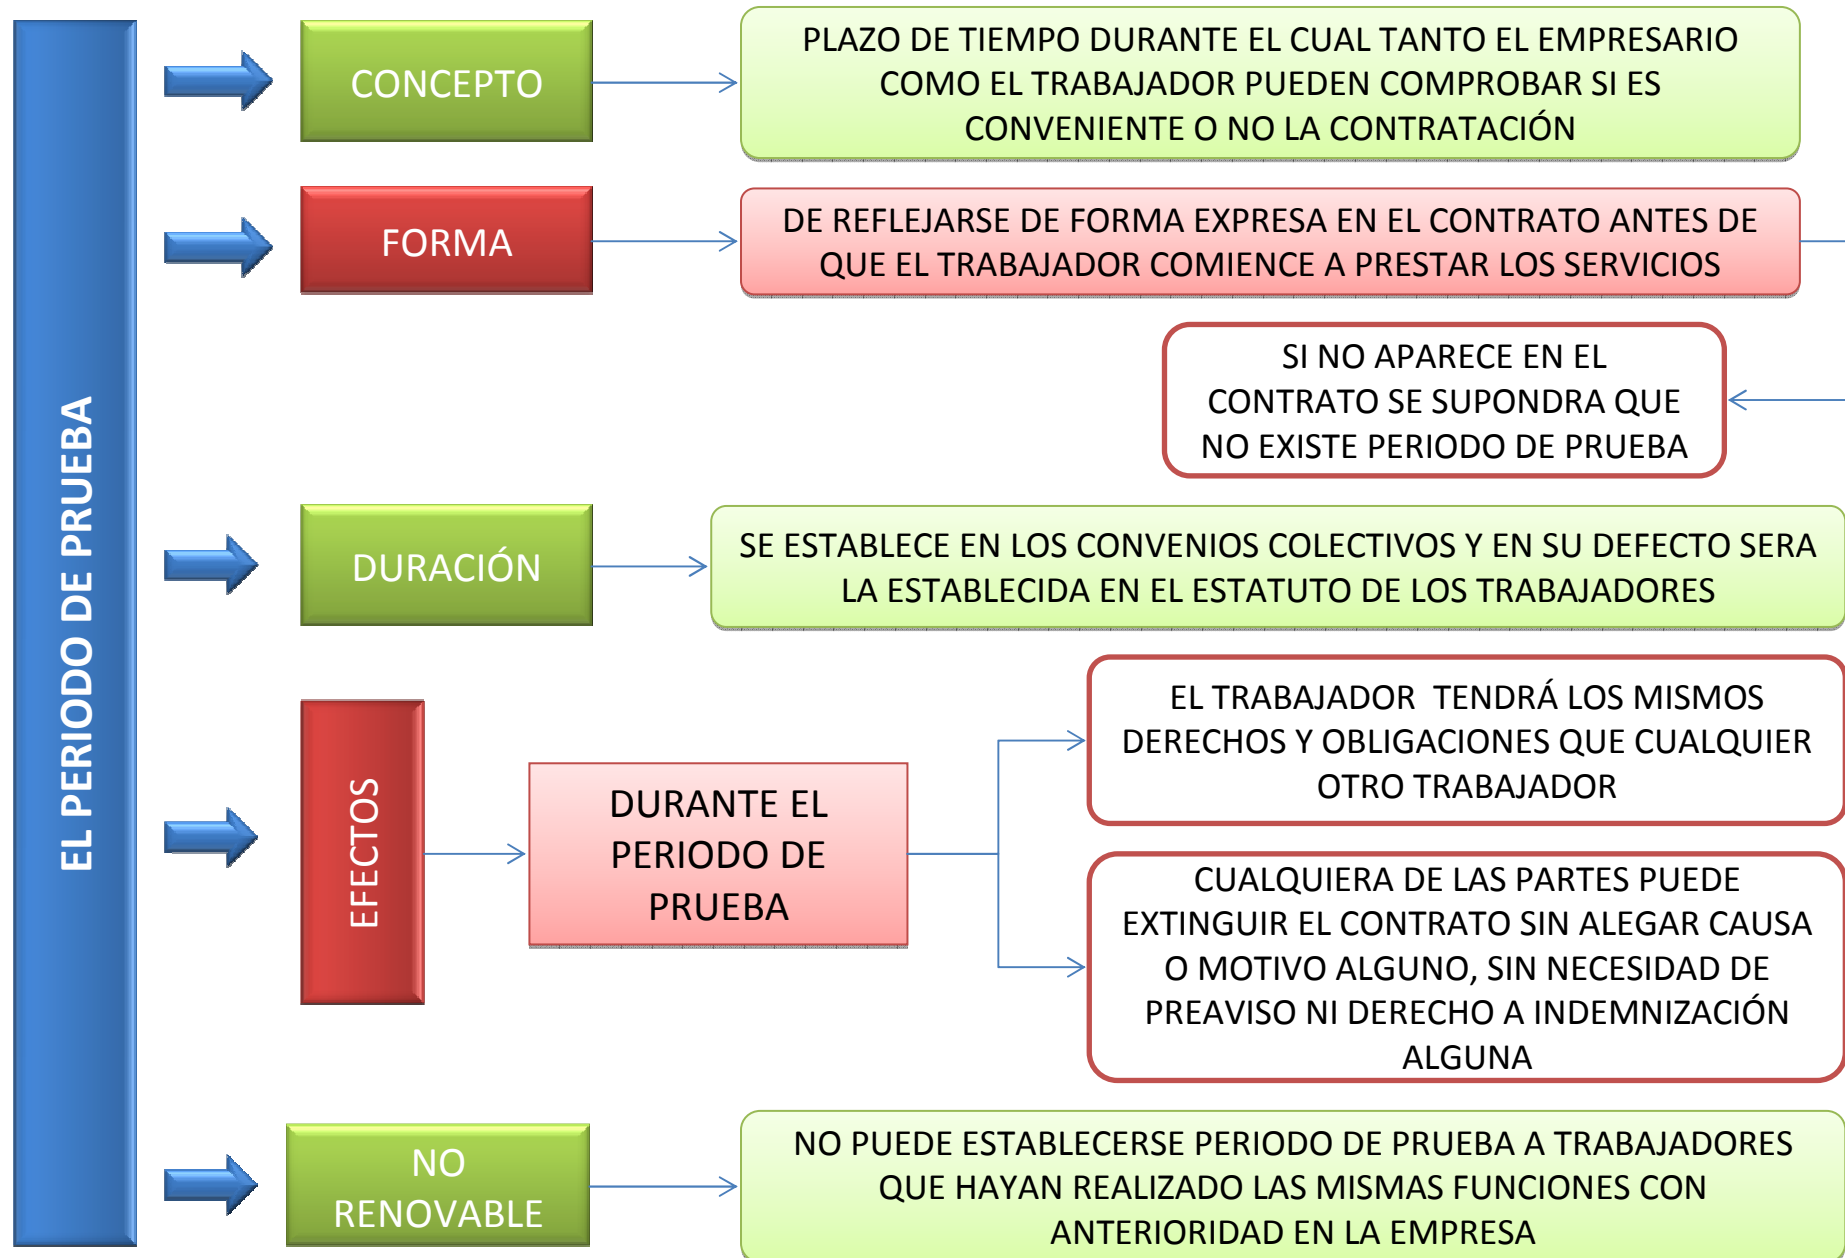 EL PERIODO DE PRUEBA
CONCEPTO
PLAZO DE TIEMPO DURANTE EL CUAL TANTO EL EMPRESARIO
COMO EL TRABAJADOR PUEDEN COMPROBAR SI ES
CONVENIENTE O NO LA CONTRATACIÓN
FORMA
DE REFLEJARSE DE FORMA EXPRESA EN EL CONTRATO ANTES DE
QUE EL TRABAJADOR COMIENCE A PRESTAR LOS SERVICIOS
SI NO APARECE EN EL
CONTRATO SE SUPONDRA QUE
NO EXISTE PERIODO DE PRUEBA
DURACIÓN
SE ESTABLECE EN LOS CONVENIOS COLECTIVOS Y EN SU DEFECTO SERA
LA ESTABLECIDA EN EL ESTATUTO DE LOS TRABAJADORES
EFECTOS
DURANTE EL
PERIODO DE
PRUEBA
EL TRABAJADOR TENDRÁ LOS MISMOS
DERECHOS Y OBLIGACIONES QUE CUALQUIER
OTRO TRABAJADOR
CUALQUIERA DE LAS PARTES PUEDE
EXTINGUIR EL CONTRATO SIN ALEGAR CAUSA
O MOTIVO ALGUNO, SIN NECESIDAD DE
PREAVISO NI DERECHO A INDEMNIZACIÓN
ALGUNA
NO
RENOVABLE
NO PUEDE ESTABLECERSE PERIODO DE PRUEBA A TRABAJADORES
QUE HAYAN REALIZADO LAS MISMAS FUNCIONES CON
ANTERIORIDAD EN LA EMPRESA